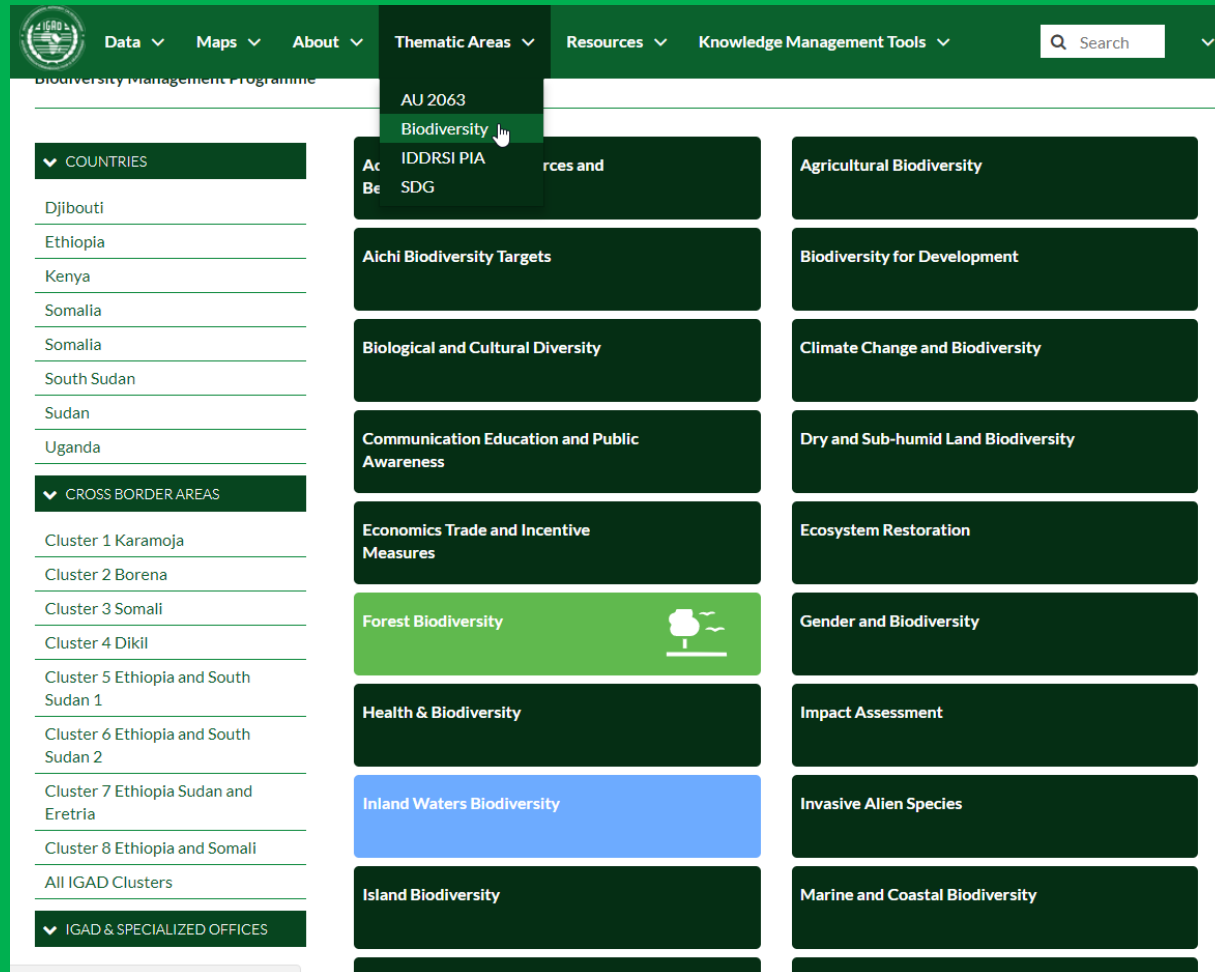 IGAD
Data
Maps
About
Thematic Areas
Resources
Knowledge Management Tools
Search
Biodiversity Management Programme
AU 2063
Biodiversity
IDDRSI PIA
SDG
COUNTRIES
Djibouti
Ethiopia
Kenya
Somalia
Somalia
South Sudan
Sudan
Uganda
CROSS BORDER AREAS
Cluster 1 Karamoja
Cluster 2 Borena
Cluster 3 Somali
Cluster 4 Dikil
Cluster 5 Ethiopia and South
Sudan 1
Cluster 6 Ethiopia and South
Sudan 2
Cluster 7 Ethiopia Sudan and
Eretria
Cluster 8 Ethiopia and Somali
All IGAD Clusters
IGAD & SPECIALIZED OFFICES
and
Agricultural Biodiversity
Aichi Biodiversity Targets
Biodiversity for Development
Biological and Cultural Diversity
Climate Change and Biodiversity
Communication Education and Public
Awareness
Dry and Sub-humid Land Biodiversity
Economics Trade and Incentive
Measures
Ecosystem Restoration
Forest Biodiversity
Gender and Biodiversity
Health & Biodiversity
Impact Assessment
Inland Waters Biodiversity
Invasive Alien Species
Island Biodiversity
Marine and Coastal Biodiversity